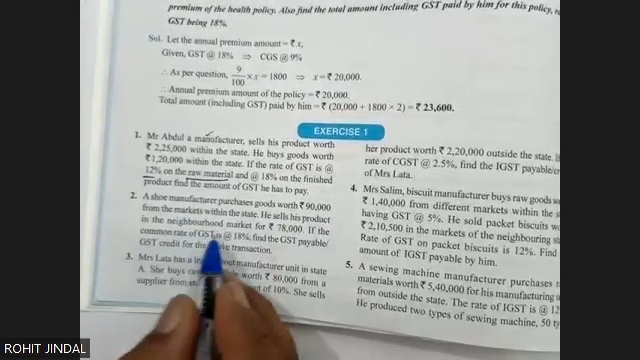 premium of the health policy. Also find the total amount including GST paid by him for this policy,
GST being 18%.
Sol. Let the annual premium amount = ₹ x,
Given, GST @ 18% ⇒ CGS @ 9%
∴ As per question, 9/100 × x = 1800 ⇒ x = ₹ 20,000.
∴ Annual premium amount of the policy = ₹ 20,000.
Total amount (including GST) paid by him = ₹ (20,000 + 1800 × 2) = ₹ 23,600.
EXERCISE 1
1. Mr Abdul a manufacturer, sells his product worth
₹ 2,25,000 within the state. He buys goods worth
₹ 1,20,000 within the state. If the rate of GST is @
12% on the raw material and @ 18% on the finished
product find the amount of GST he has to pay.
2. A shoe manufacturer purchases goods worth ₹ 90,000
from the markets within the state. He sells his product
in the neighbourhood market for ₹ 78,000. If the
common rate of GST is @ 18%, find the GST payable/
GST credit for the transaction.
3. Mrs Lata has a manufacturer unit in state
A. She buys worth ₹ 80,000 from a
supplier from of 10%. She sells
her product worth ₹ 2,20,000 outside the state. If
rate of CGST @ 2.5%, find the IGST payable/
of Mrs Lata.
4. Mrs Salim, biscuit manufacturer buys raw goods
₹ 1,40,000 from different markets within the
having GST @ 5%. He sold packet biscuits
₹ 2,10,500 in the markets of the neighbouring
Rate of GST on packet biscuits is 12%. Find
amount of IGST payable by him.
5. A sewing machine manufacturer purchases
materials worth ₹ 5,40,000 for his manufacturing
from outside the state. The rate of IGST is @
He produced two types of sewing machine, 50
ROHIT JINDAL